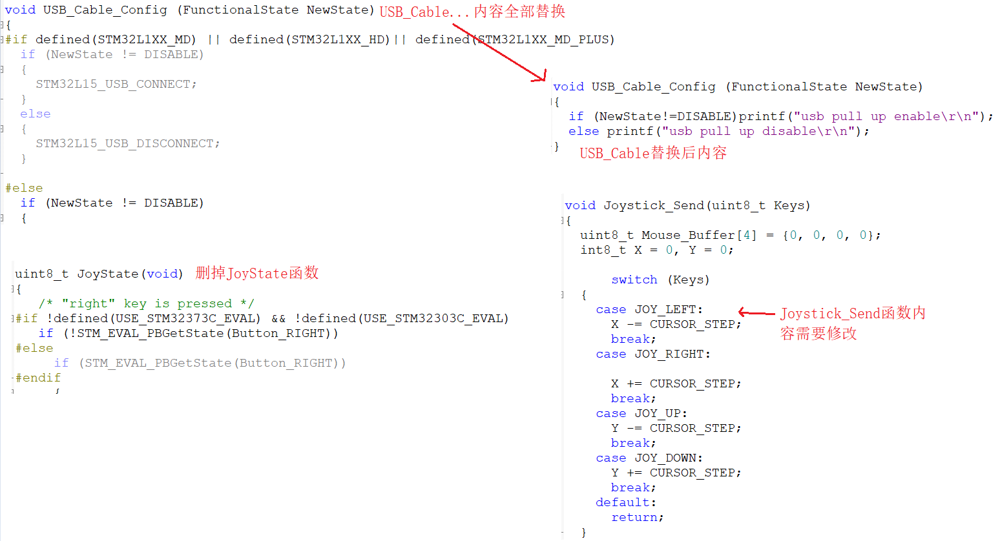 void USB_Cable_Config (FunctionalState NewState) USB_Cable...内容全部替换
{
#if defined(STM32L1XX_MD) || defined(STM32L1XX_HD)|| defined(STM32L1XX_MD_PLUS)
if (NewState != DISABLE)
{
STM32L15_USB_CONNECT;
}
else
{
STM32L15_USB_DISCONNECT;
}
#else
if (NewState != DISABLE)
{
void USB_Cable_Config (FunctionalState NewState)
{
if (NewState!=DISABLE)printf("usb pull up enable\r\n");
else printf("usb pull up disable\r\n");
}
USB_Cable替换后内容
uint8_t JoyState(void) 删掉JoyState函数
{
/* "right" key is pressed */
#if !defined(USE_STM32373C_EVAL) && !defined(USE_STM32303C_EVAL)
if (!STM_EVAL_PBGetState(Button_RIGHT))
#else
if (STM_EVAL_PBGetState(Button_RIGHT))
#endif
{
void Joystick_Send(uint8_t Keys)
{
uint8_t Mouse_Buffer[4] = {0, 0, 0, 0};
int8_t X = 0, Y = 0;
switch (Keys)
{
case JOY_LEFT:
X -= CURSOR_STEP;
break;
case JOY_RIGHT:
X += CURSOR_STEP;
break;
case JOY_UP:
Y -= CURSOR_STEP;
break;
case JOY_DOWN:
Y += CURSOR_STEP;
break;
default:
return;
}
Joystick_Send函数内
容需要修改